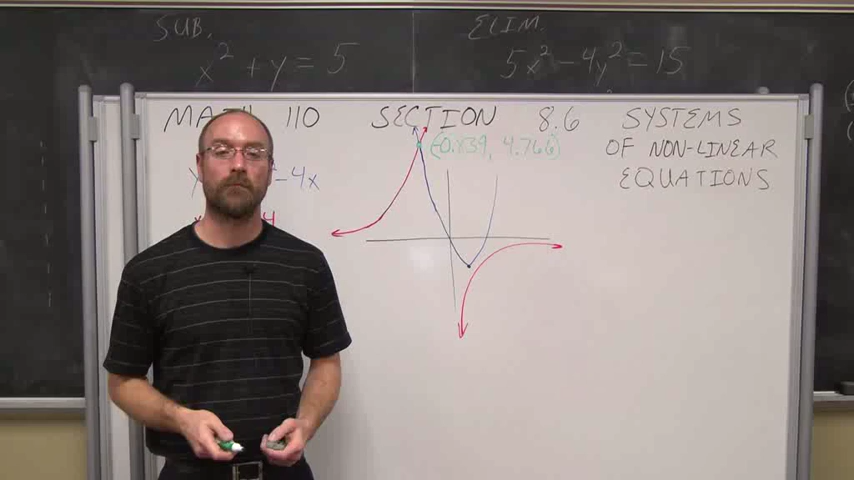 SUB.
x² + y = 5
ELIM.
5x² - 4y² = 15
MATH 110 SECTION 8.6 SYSTEMS
OF NON-LINEAR
EQUATIONS
(-0.839, 4.766)
- 4x